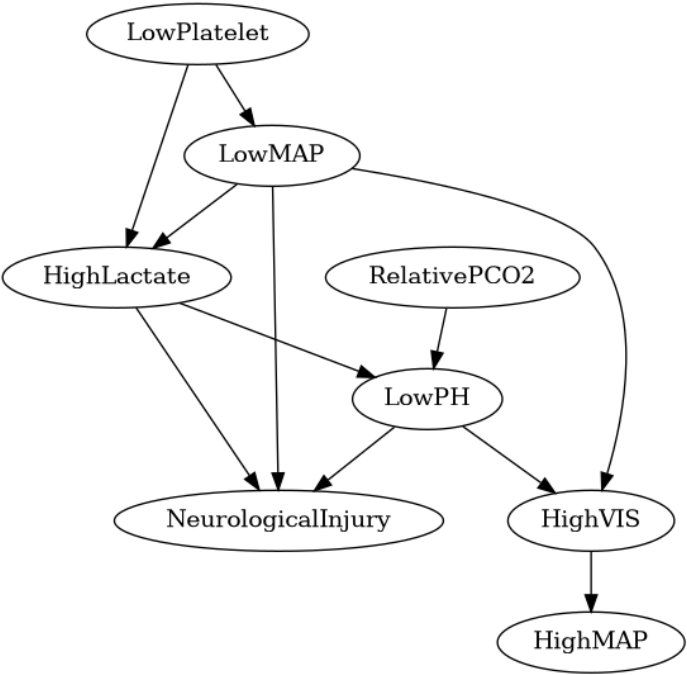 LowPlatelet
LowMAP
HighLactate
RelativePCO2
LowPH
NeurologicalInjury
HighVIS
HighMAP